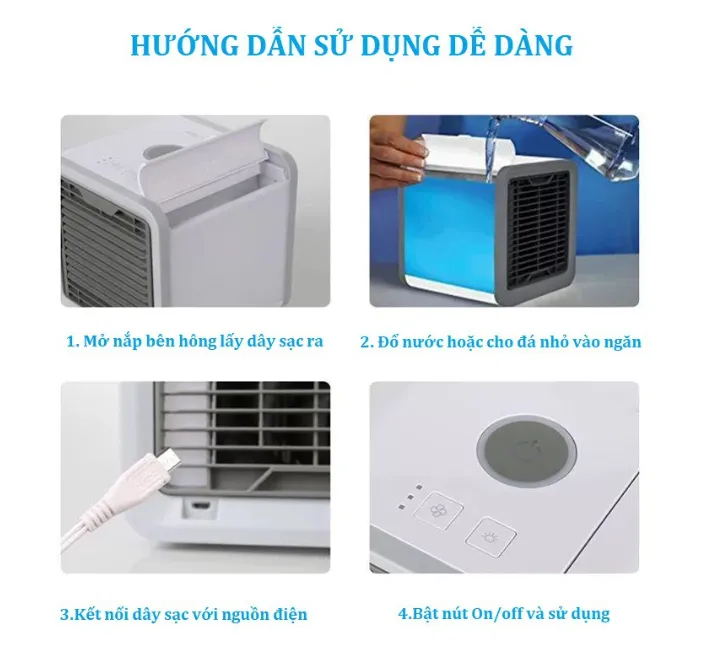 HƯỚNG DẪN SỬ DỤNG DỄ DÀNG
1. Mở nắp bên hông lấy dây sạc ra
2. Đổ nước hoặc cho đá nhỏ vào ngăn
3.Kết nối dây sạc với nguồn điện
4.Bật nút On/off và sử dụng